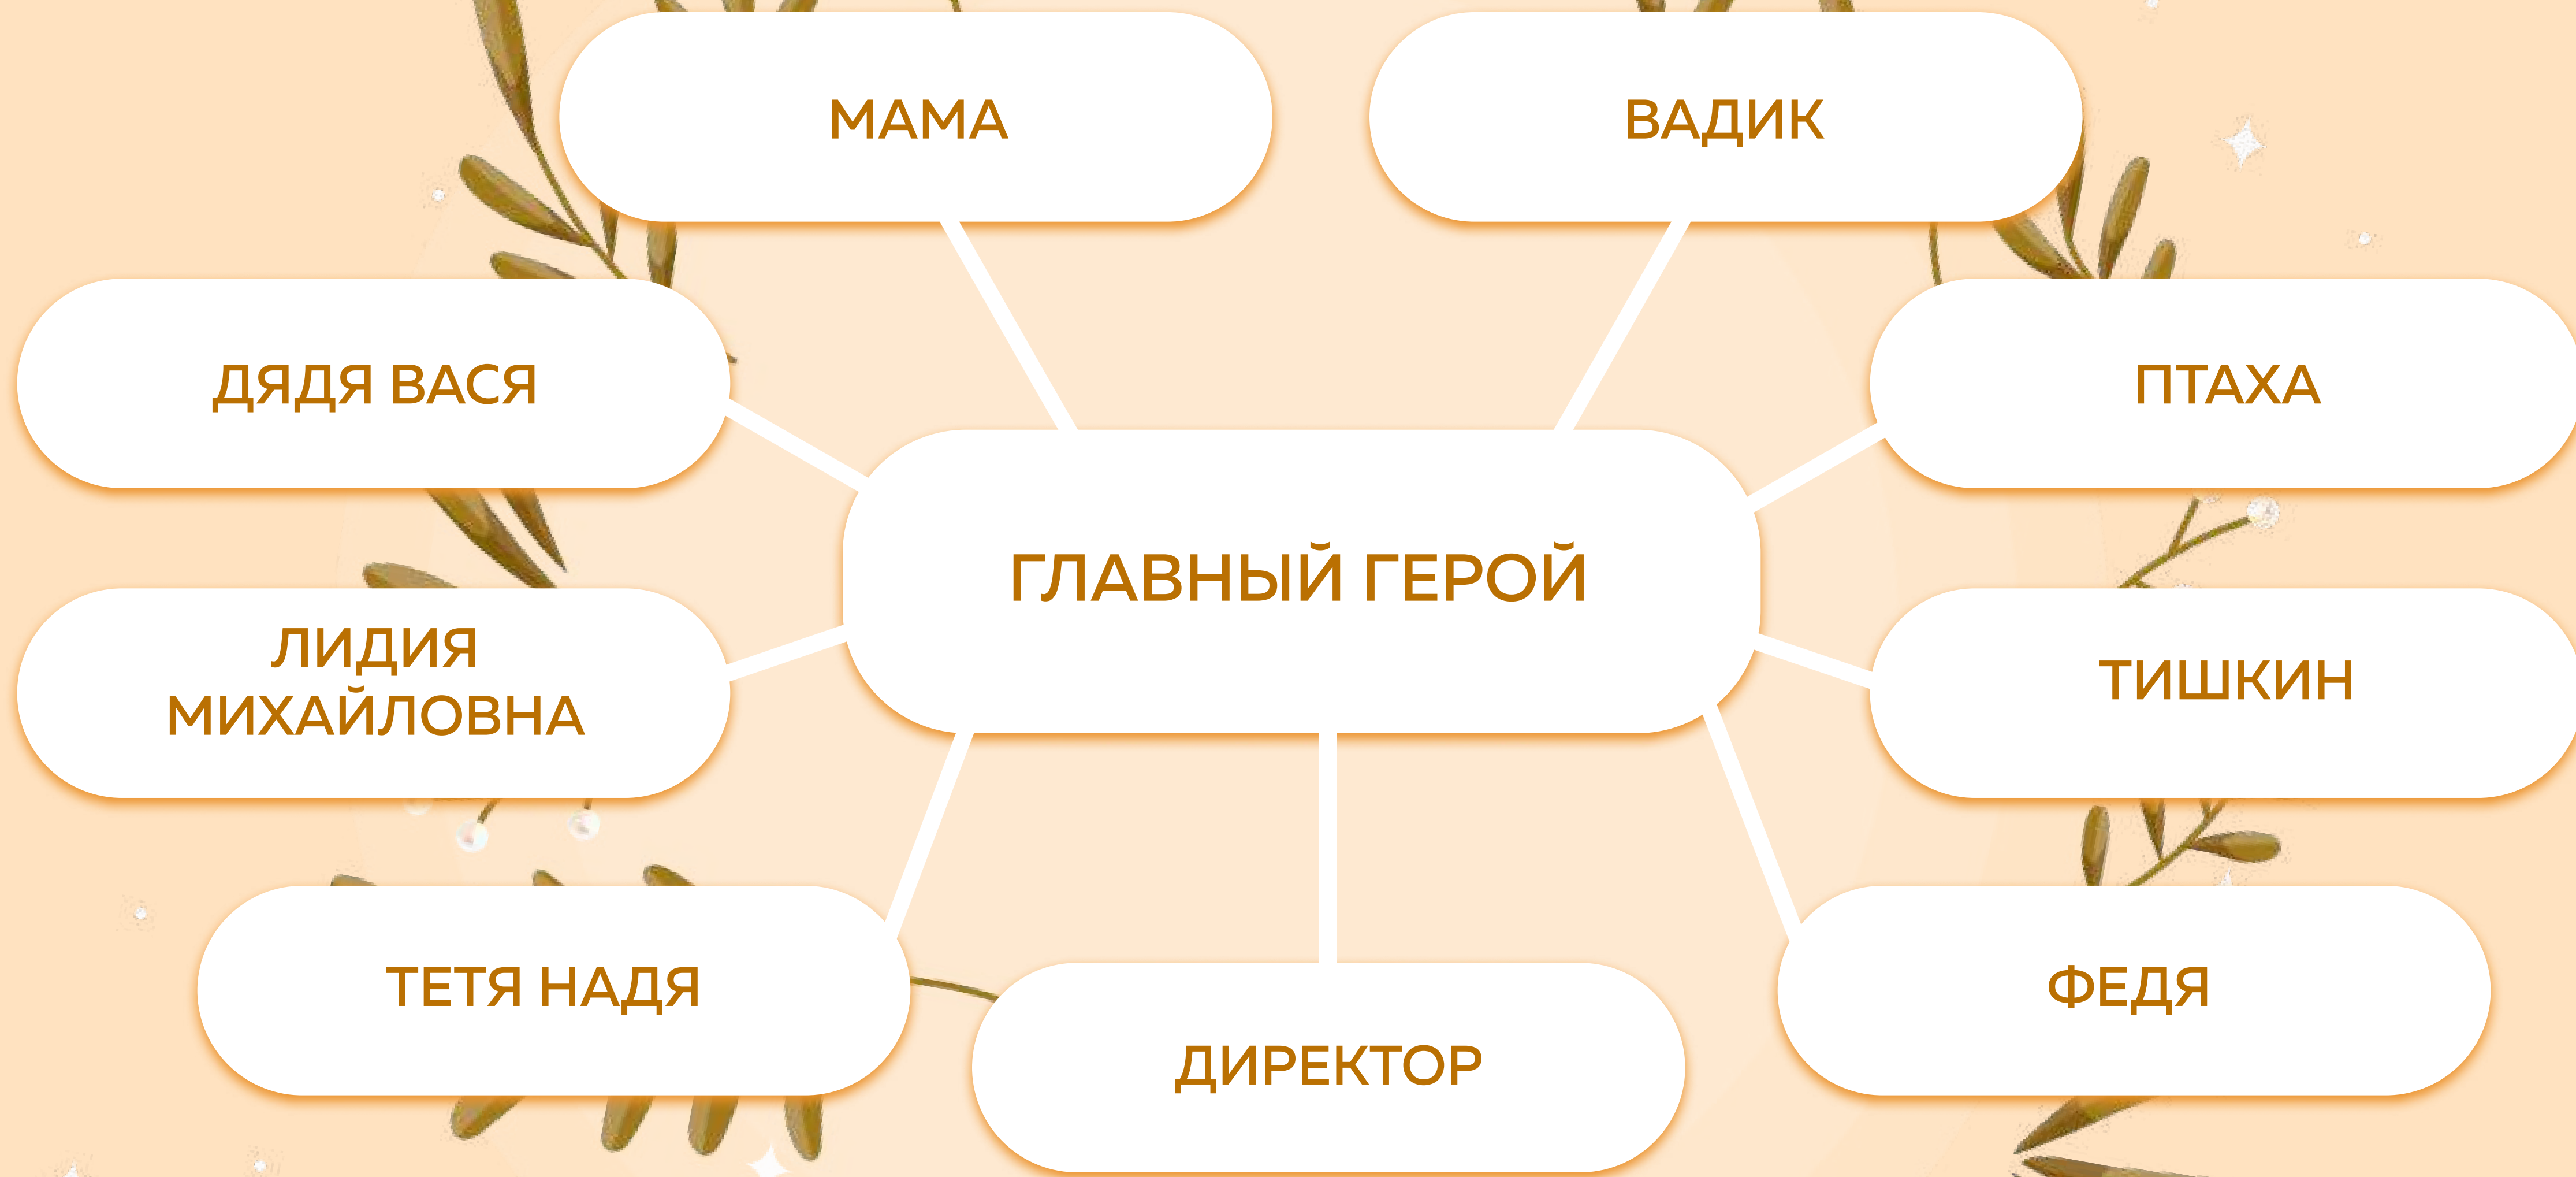 МАМА
ВАДИК
ДЯДЯ ВАСЯ
ПТАХА
ГЛАВНЫЙ ГЕРОЙ
ЛИДИЯ
МИХАЙЛОВНА
ТИШКИН
ТЕТЯ НАДЯ
ФЕДЯ
ДИРЕКТОР